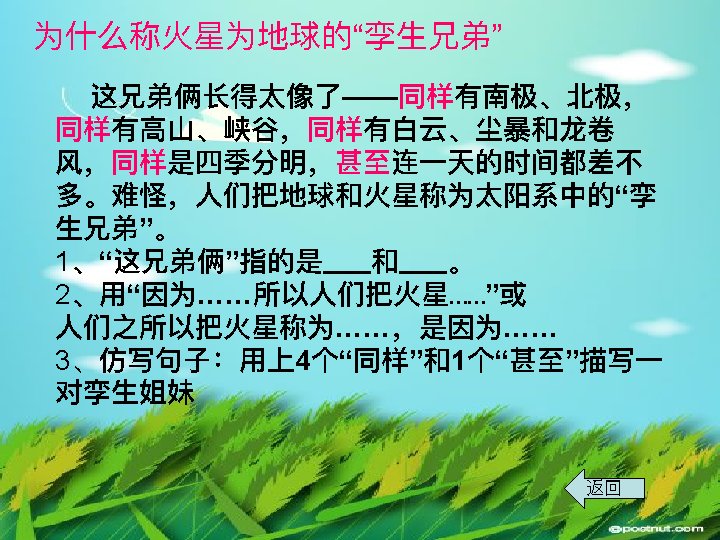 为什么称火星为地球的“孪生兄弟”
这兄弟俩长得太像了——同样有南极、北极，
同样有高山、峡谷，同样有白云、尘暴和龙卷
风，同样是四季分明，甚至连一天的时间都差不
多。难怪，人们把地球和火星称为太阳系中的“孪
生兄弟”。
1、“这兄弟俩”指的是___和___。
2、用“因为……所以人们把火星……”或
人们之所以把火星称为……，是因为……
3、仿写句子：用上4个“同样”和1个“甚至”描写一
对孪生姐妹
返回
@pootnut.com